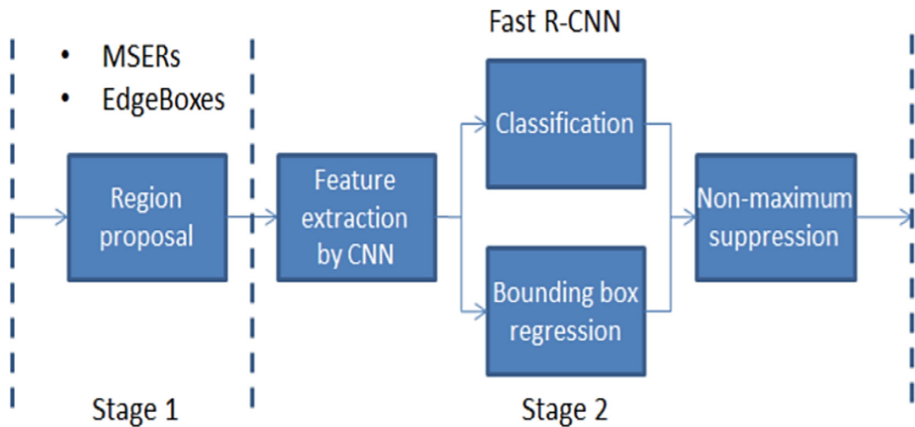 Fast R-CNN
• MSERs
• EdgeBoxes
Region
proposal
Feature
extraction
by CNN
Classification
Bounding box
regression
Non-maximum
suppression
Stage 1
Stage 2